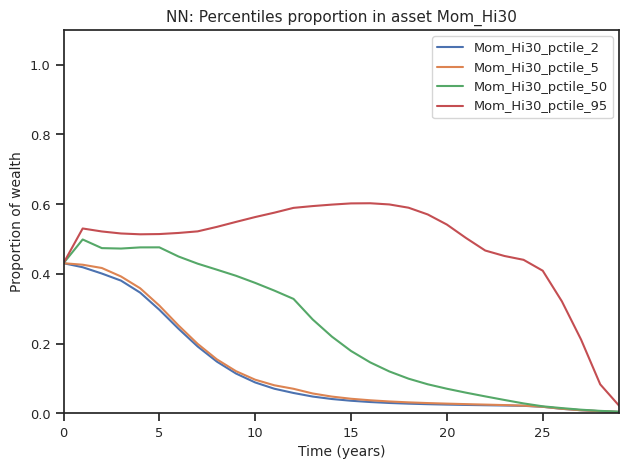 NN: Percentiles proportion in asset Mom_Hi30
Mom_Hi30_pctile_2
Mom_Hi30_pctile_5
Mom_Hi30_pctile_50
Mom_Hi30_pctile_95
Proportion of wealth
1.0
0.8
0.6
0.4
0.2
0.0
0 5 10 15 20 25
Time (years)